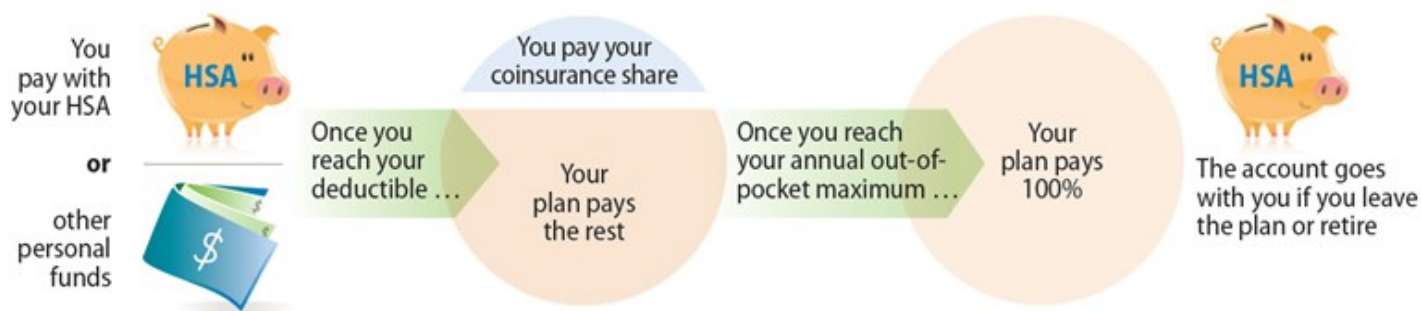 You
pay with
your HSA
HSA
or
other
personal
funds
$
$
$
Once you
reach your
deductible …
You pay your
coinsurance share
Your
plan pays
the rest
Once you reach
your annual out-of-
pocket maximum …
Your
plan pays
100%
HSA
The account goes
with you if you leave
the plan or retire